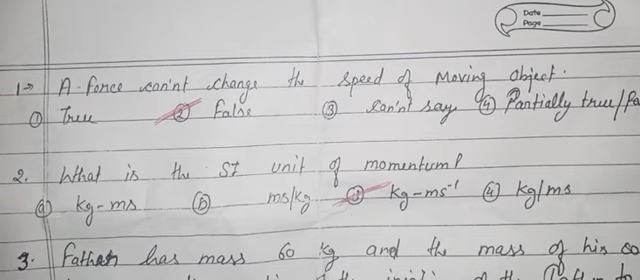 Date
Page
1→ A force can'nt change the speed of moving object.
① True ② false ③ can'nt say ④ Partially true/fa
2. What is the SI unit of momentum?
ⓐ kg-ms ⓑ ms/kg kg-ms⁻¹ ④ kg/ms
3. Father has mass 60 kg and the mass of his so